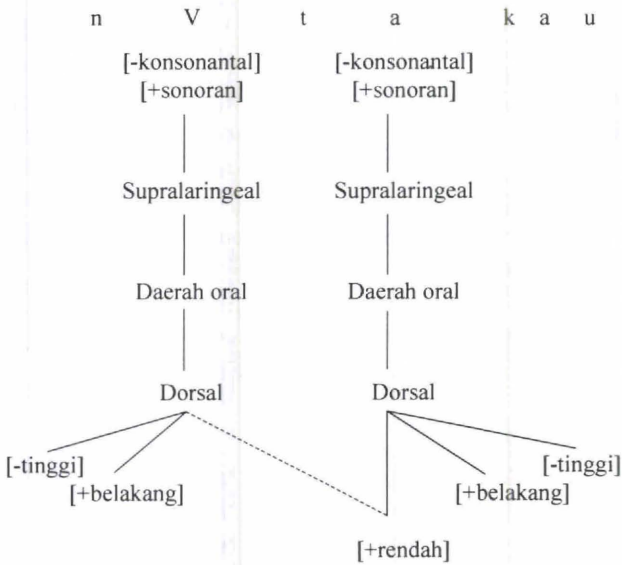 n V t a k a u
[-konsonantal] [-konsonantal]
[+sonoran] [+sonoran]
Supralaringeal Supralaringeal
Daerah oral Daerah oral
Dorsal Dorsal
[-tinggi] [-tinggi]
[+belakang] [+belakang]
[+rendah]